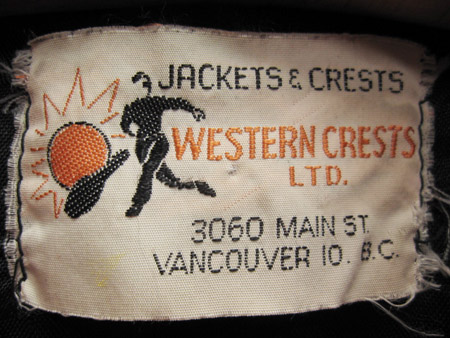 JACKETS & CRESTS
WESTERN CRESTS
LTD.
3060 MAIN ST.
VANCOUVER 10. B.C.